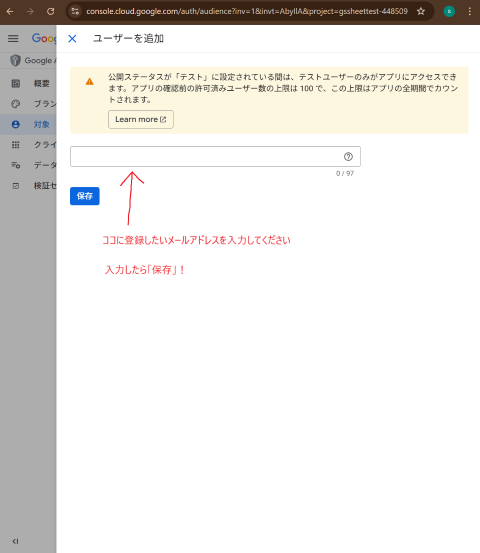 console.cloud.google.com/auth/audience?inv=1&invt=AbyIIA&project=gssheettest-448509
s
Goog
ユーザーを追加
Google A
公開ステータスが「テスト」に設定されている間は、テストユーザーのみがアプリにアクセスでき
ます。アプリの確認前の許可済みユーザー数の上限は 100 で、この上限はアプリの全期間でカウン
トされます。
Learn more
概要
ブラン
対象
クライ
データ
検証セ
0 / 97
保存
ココに登録したいメールアドレスを入力してください
入力したら「保存」！